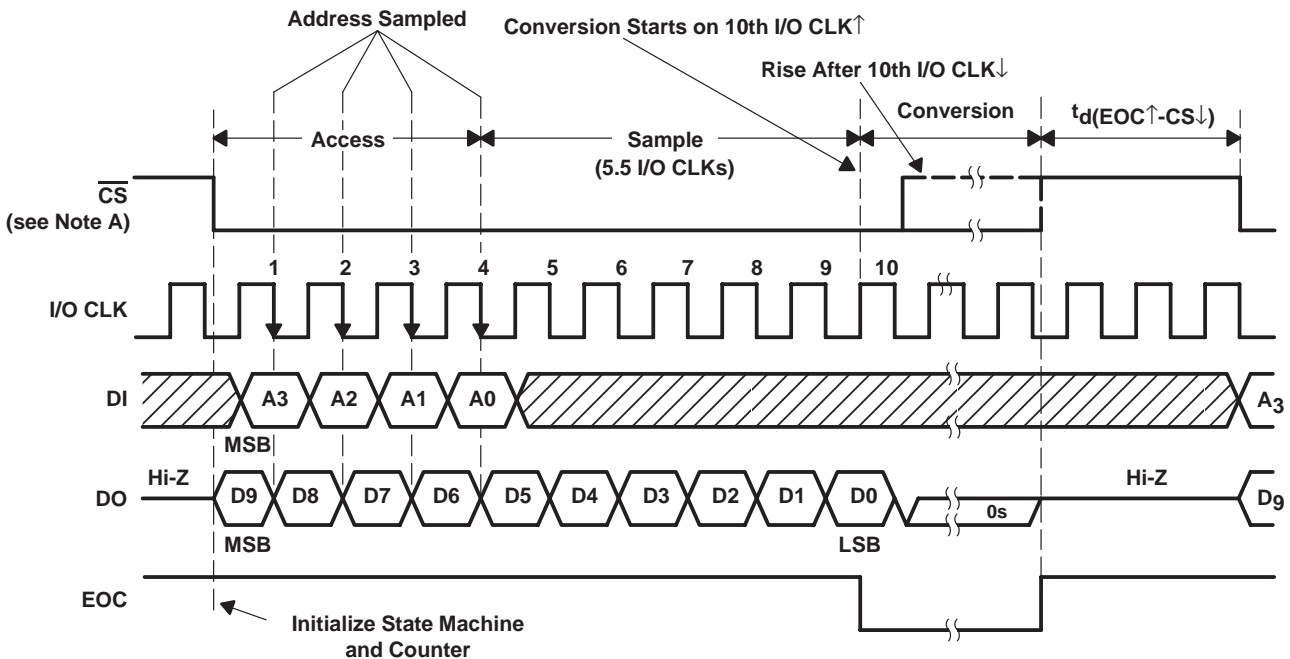 Address Sampled
Conversion Starts on 10th I/O CLK↑
Rise After 10th I/O CLK↓
Access
Sample
(5.5 I/O CLKs)
Conversion
td(EOC↑-CS↓)
CS
(see Note A)
1 2 3 4 5 6 7 8 9 10
I/O CLK
DI
A3 A2 A1 A0 A3
MSB
Hi-Z
DO
D9 D8 D7 D6 D5 D4 D3 D2 D1 D0 0s Hi-Z D9
MSB LSB
EOC
Initialize State Machine
and Counter